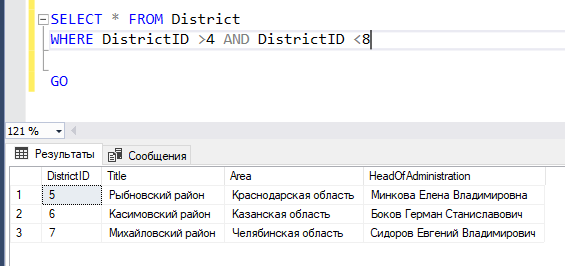 SELECT * FROM District
WHERE DistrictID >4 AND DistrictID <8
GO
121 %
Результаты Сообщения
DistrictID Title Area HeadOfAdministration
1 5 Рыбновский район Краснодарская область Минкова Елена Владимировна
2 6 Касимовский район Казанская область Боков Герман Станиславович
3 7 Михайловский район Челябинская область Сидоров Евгений Владимирович